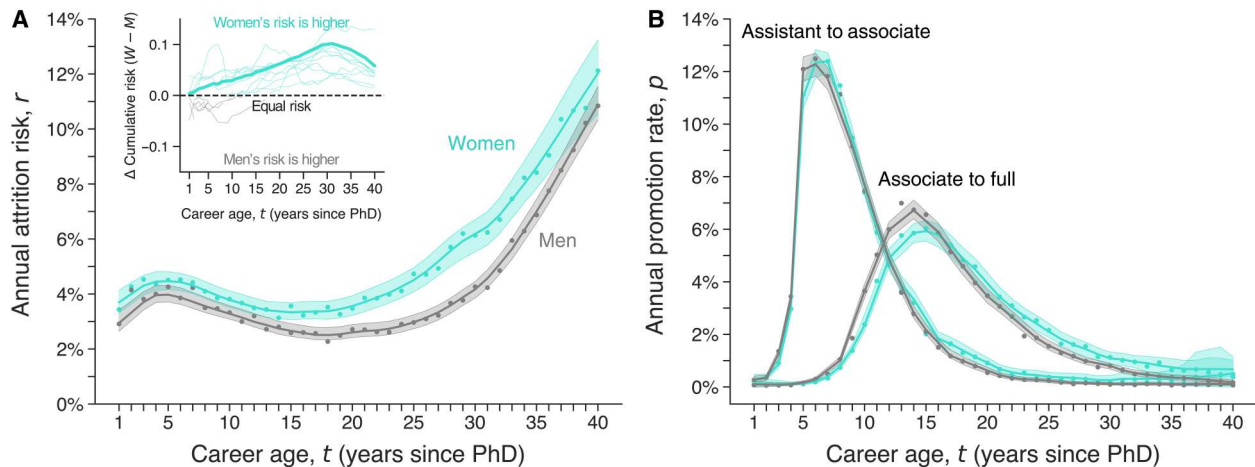 A
Annual attrition risk, r
14%
12%
10%
8%
6%
4%
2%
0%
1 5 10 15 20 25 30 35 40
Career age, t (years since PhD)
Women
Men
Δ Cumulative risk (W − M)
0.1
0.0
−0.1
Women's risk is higher
Equal risk
Men's risk is higher
1 5 10 15 20 25 30 35 40
Career age, t (years since PhD)
B
Annual promotion rate, p
14%
12%
10%
8%
6%
4%
2%
0%
Assistant to associate
Associate to full
1 5 10 15 20 25 30 35 40
Career age, t (years since PhD)